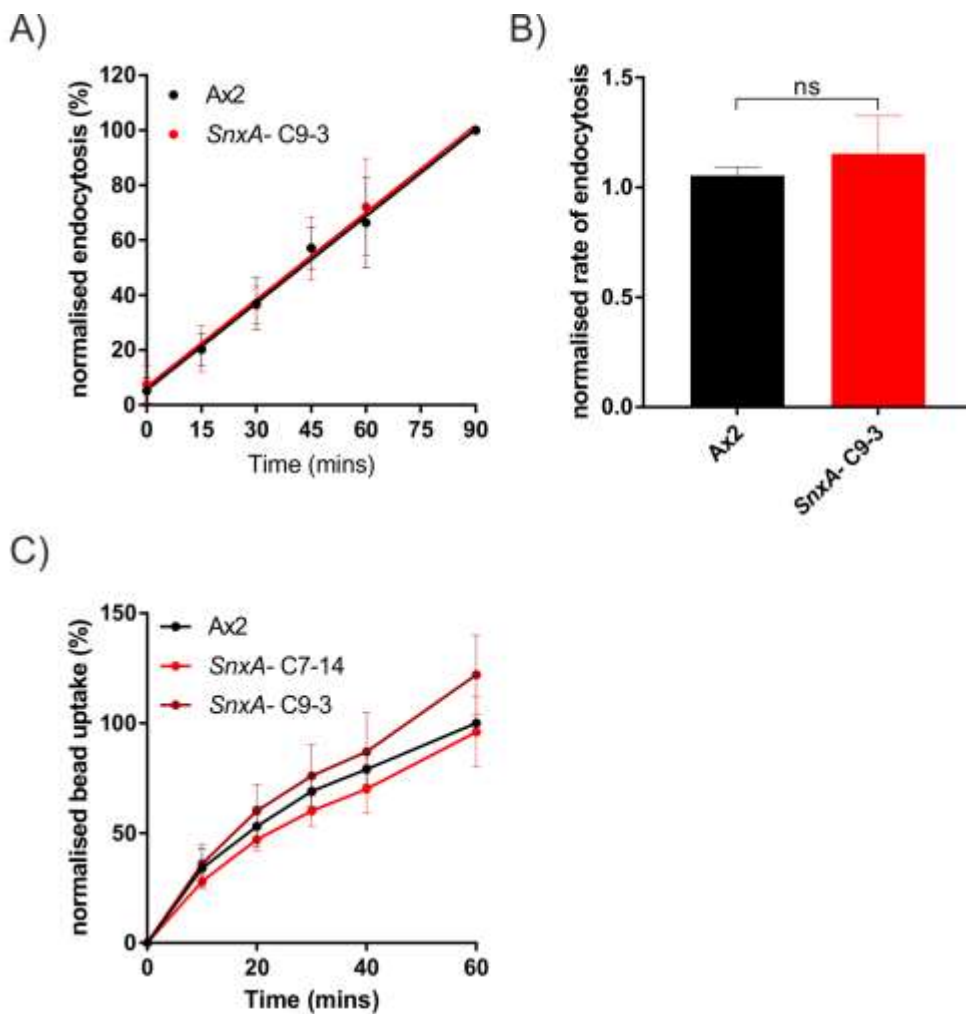 A)
normalised endocytosis (%)
120
100
80
60
40
20
0
Ax2
SnxA- C9-3
0 15 30 45 60 75 90
Time (mins)
B)
normalised rate of endocytosis
1.5
1.0
0.5
0.0
ns
Ax2
SnxA- C9-3
C)
normalised bead uptake (%)
150
100
50
0
Ax2
SnxA- C7-14
SnxA- C9-3
0 20 40 60
Time (mins)